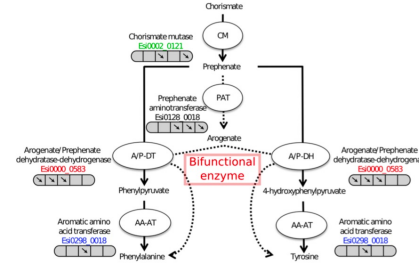 Chorismate
Chorismate mutase
Esi0002_0121
CM
Prephenate
Prephenate
aminotransferase
Esi0128_0018
PAT
Arogenate
Arogenate/Prephenate
dehydratase-dehydrogenase
Esi0000_0583
A/P-DT
Bifunctional
enzyme
A/P-DH
Arogenate/Prephenate
dehydratase-dehydrogena
Esi0000_0583
Phenylpyruvate
4-hydroxyphenylpyruvate
Aromatic amino
acid transferase
Esi0298_0018
AA-AT
AA-AT
Aromatic amino
acid transferase
Esi0298_0018
Phenylalanine
Tyrosine